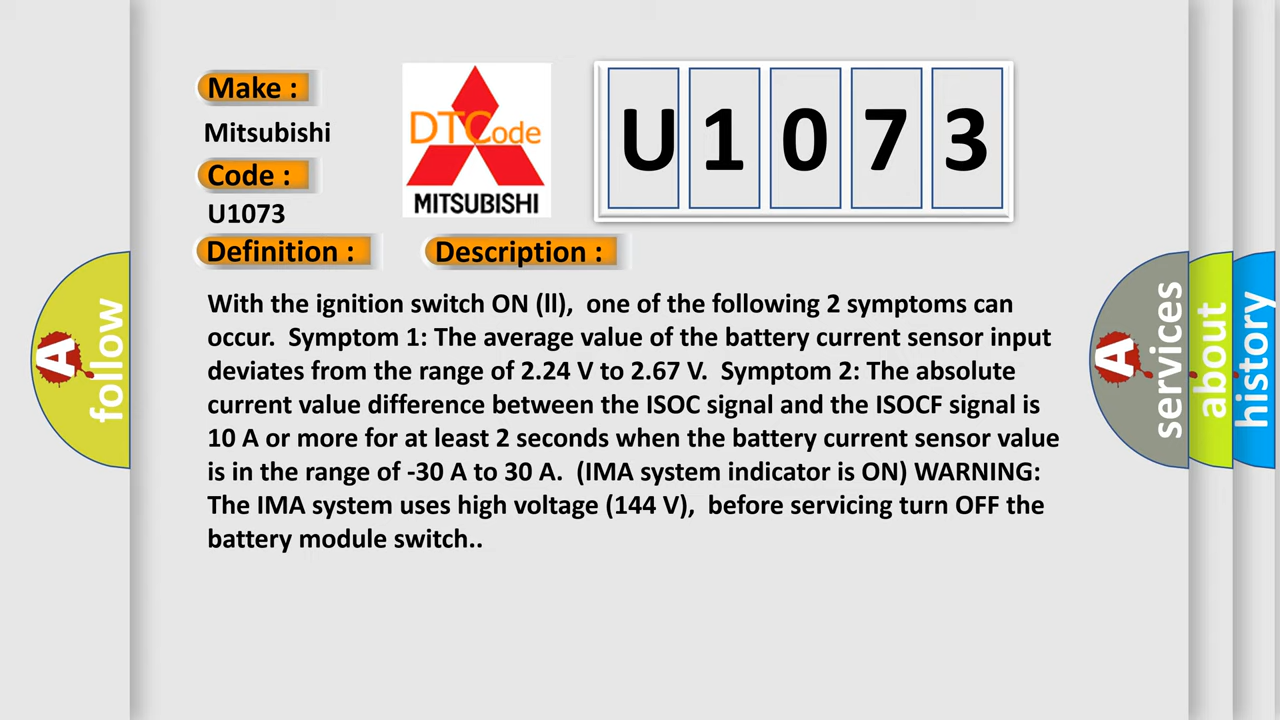 Make :
Mitsubishi
Code :
U1073
Definition :
Description :
DTCode
MITSUBISHI
U1073
With the ignition switch ON (ll), one of the following 2 symptoms can
occur. Symptom 1: The average value of the battery current sensor input
deviates from the range of 2.24 V to 2.67 V. Symptom 2: The absolute
current value difference between the ISOC signal and the ISOCF signal is
10 A or more for at least 2 seconds when the battery current sensor value
is in the range of -30 A to 30 A. (IMA system indicator is ON) WARNING:
The IMA system uses high voltage (144 V), before servicing turn OFF the
battery module switch..
A
follow
A
services
about
history